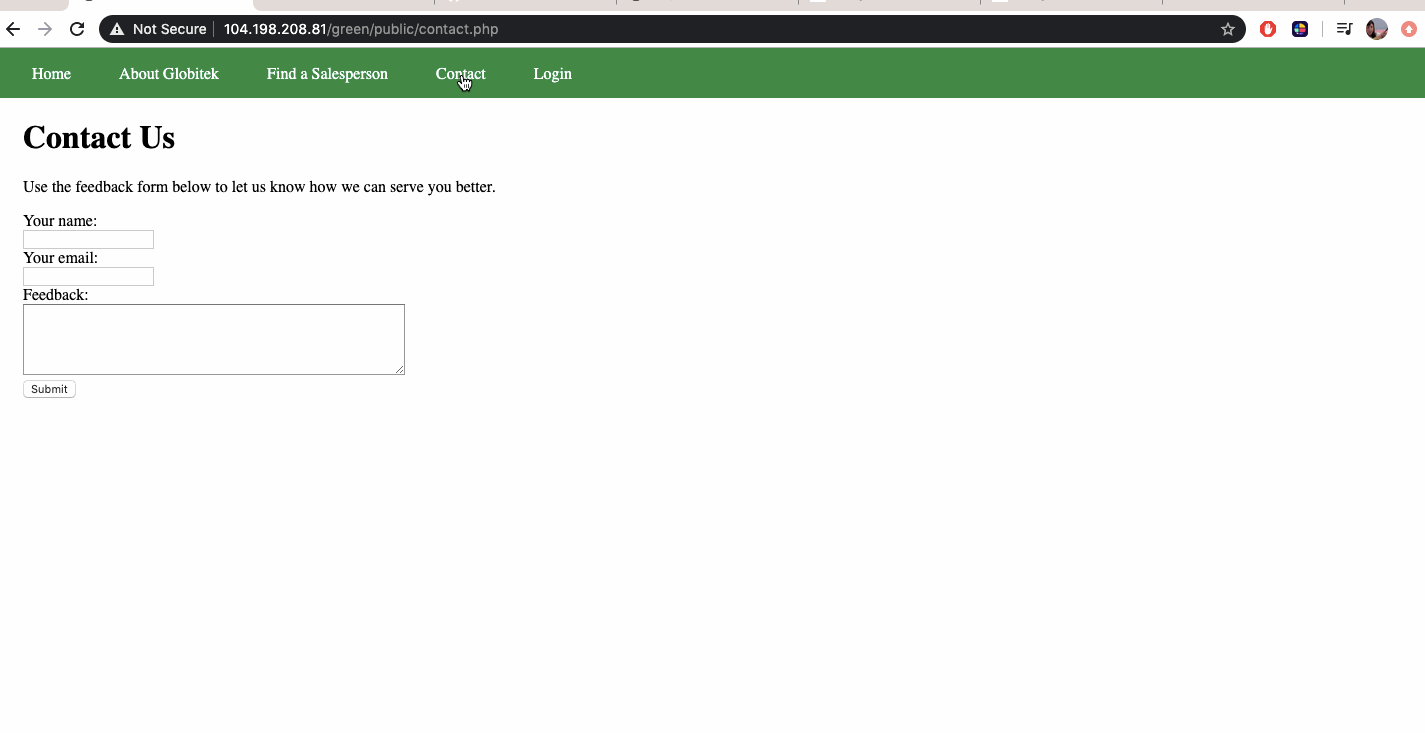 Not Secure 104.198.208.81/green/public/contact.php
Home About Globitek Find a Salesperson Contact Login
Contact Us
Use the feedback form below to let us know how we can serve you better.
Your name:
Your email:
Feedback:
Submit